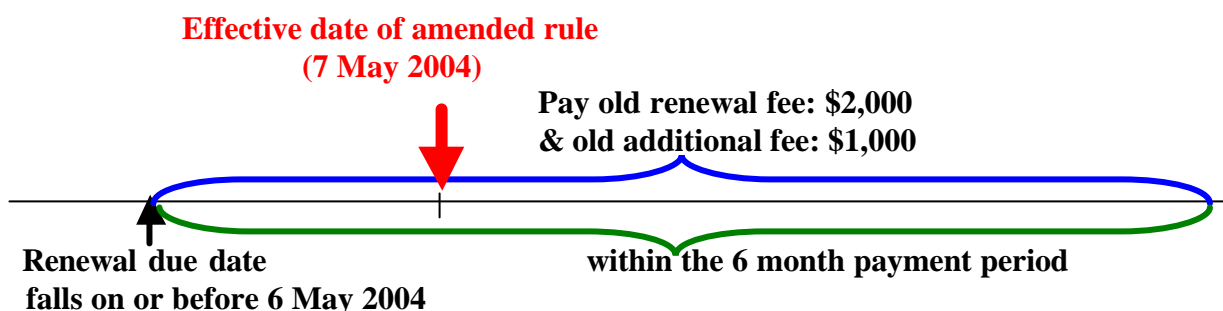 Effective date of amended rule
(7 May 2004)
Pay old renewal fee: $2,000
& old additional fee: $1,000
Renewal due date
falls on or before 6 May 2004
within the 6 month payment period